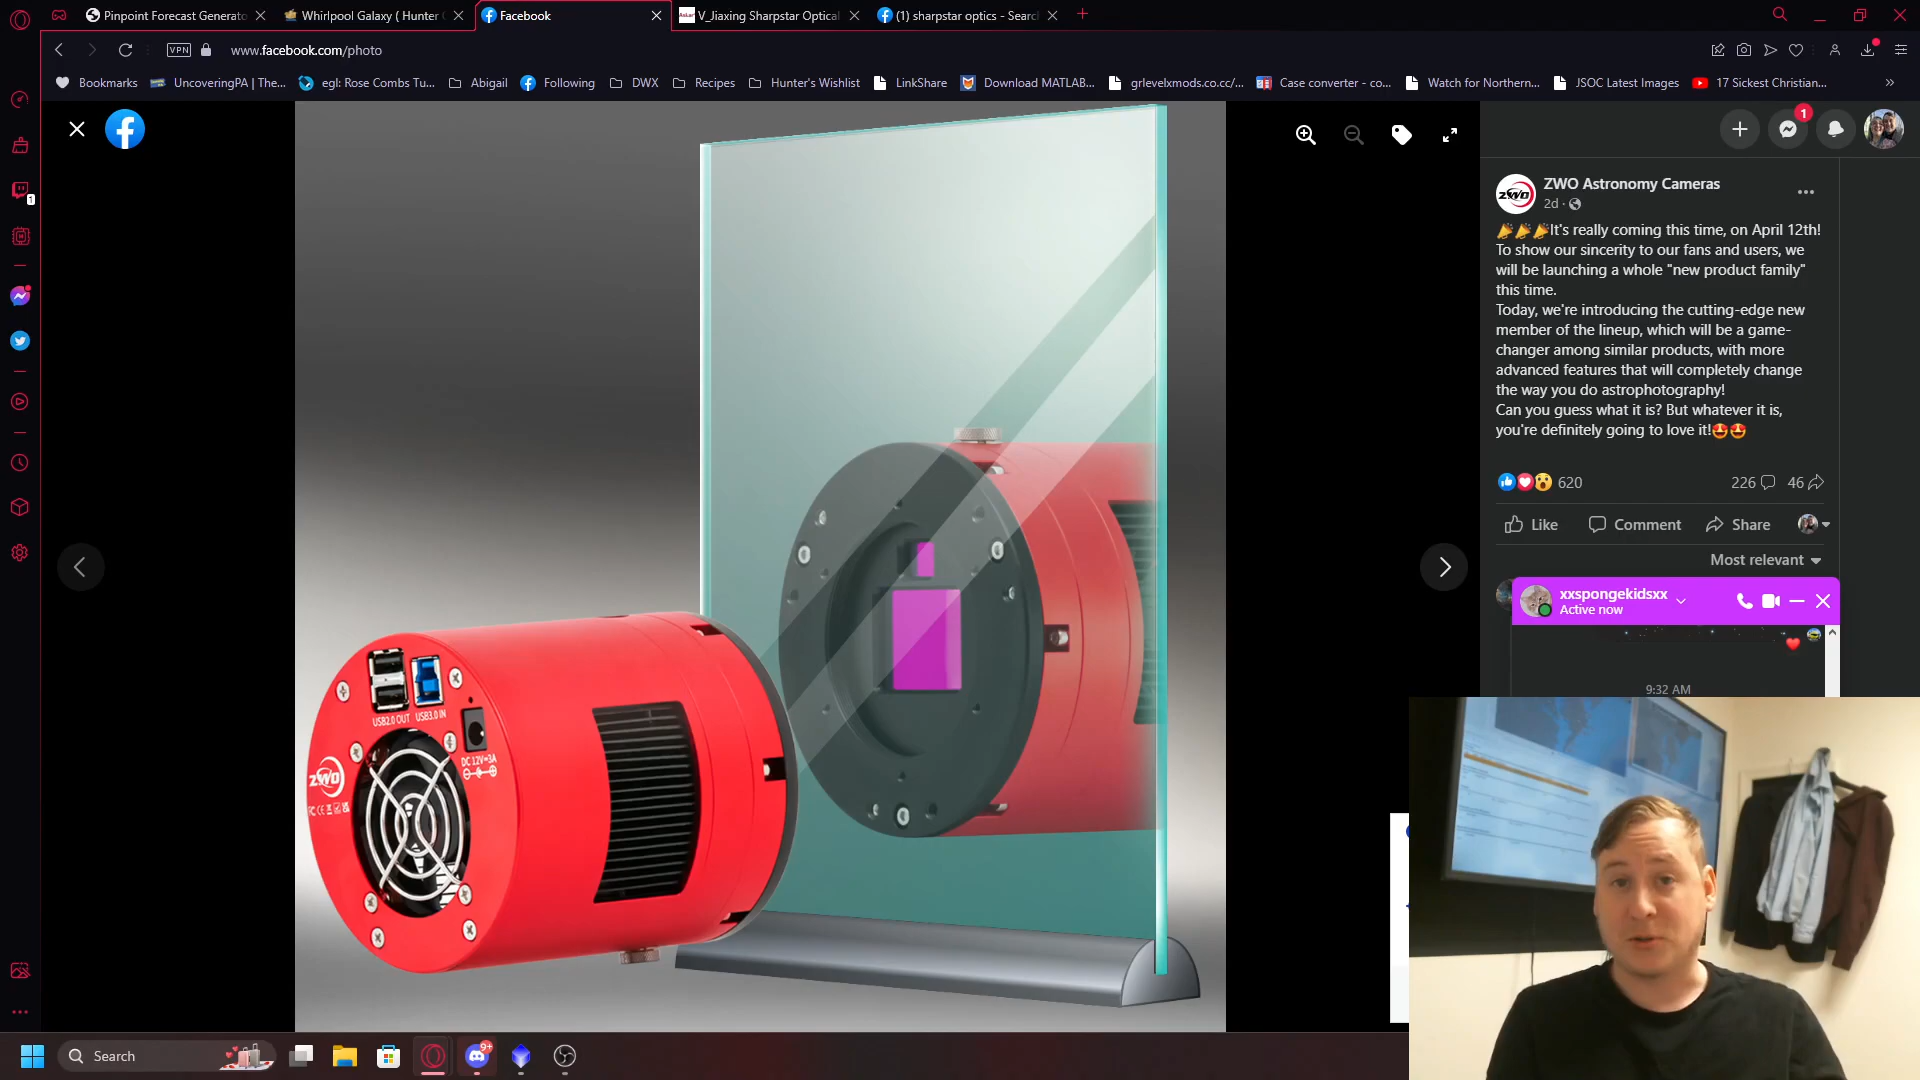 Pinpoint Forecast Generato
Whirlpool Galaxy ( Hunter
Facebook
V_Jiaxing Sharpstar Optical
(1) sharpstar optics - Searc
VPN
www.facebook.com/photo
Bookmarks
UncoveringPA | The...
egl: Rose Combs Tu...
Abigail
Following
DWX
Recipes
Hunter's Wishlist
LinkShare
Download MATLAB...
grlevelxmods.co.cc/...
Case converter - co...
Watch for Northern...
JSOC Latest Images
17 Sickest Christian...
»
1
1
ZWO
ZWO Astronomy Cameras
2d ·
It's really coming this time, on April 12th!
To show our sincerity to our fans and users, we
will be launching a whole "new product family"
this time.
Today, we're introducing the cutting-edge new
member of the lineup, which will be a game-
changer among similar products, with more
advanced features that will completely change
the way you do astrophotography!
Can you guess what it is? But whatever it is,
you're definitely going to love it!
620
226
46
Like
Comment
Share
Most relevant
xxspongekidsxx
Active now
9:32 AM
USB2.0 OUT
USB3.0 IN
DC 12V⎓3A
ZWO
Search
9+